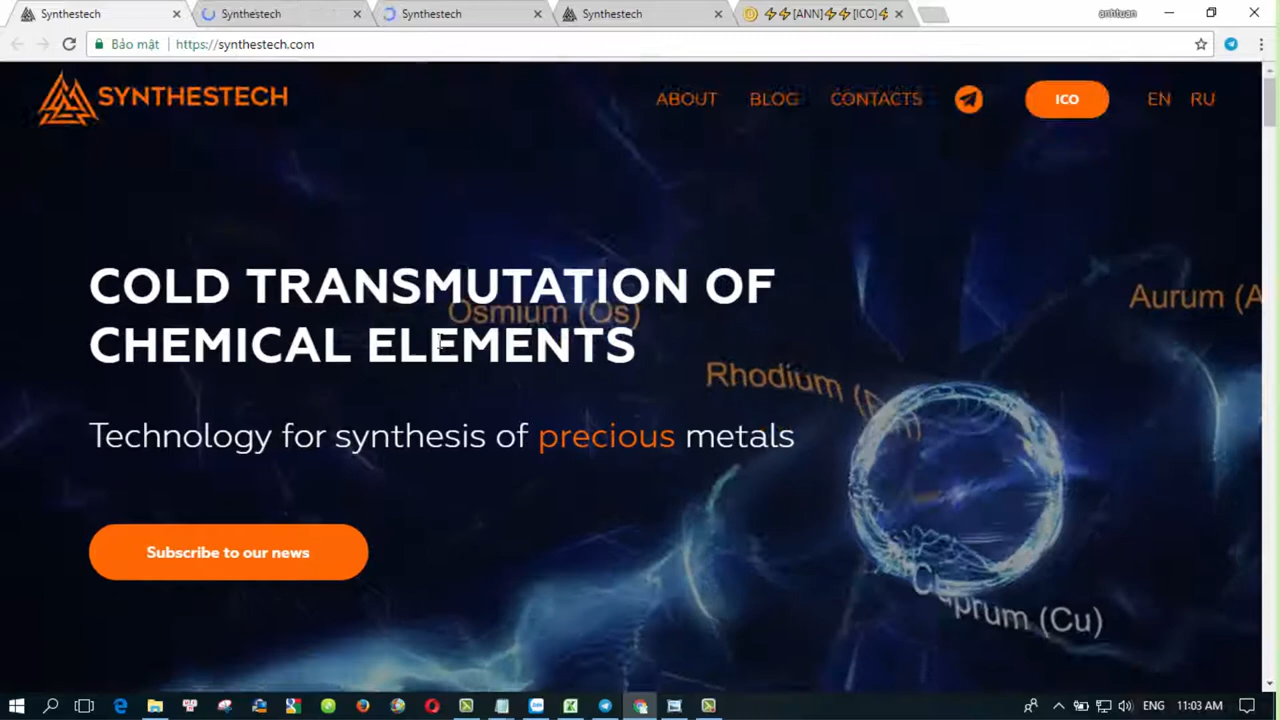 Synthestech
Synthestech
Synthestech
Synthestech
⚡⚡[ANN]⚡⚡[ICO]⚡
anhtuan
Bảo mật
https://synthestech.com
SYNTHESTECH
ABOUT
BLOG
CONTACTS
ICO
EN
RU
COLD TRANSMUTATION OF
CHEMICAL ELEMENTS
Osmium (Os)
Aurum (A
Rhodium (
Technology for synthesis of precious metals
Subscribe to our news
Cuprum (Cu)
ENG
11:03 AM